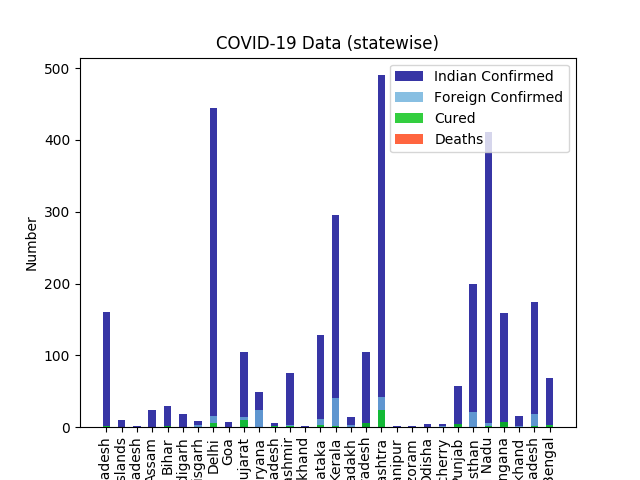 COVID-19 Data (statewise)
Indian Confirmed
Foreign Confirmed
Cured
Deaths
Number
500
400
300
200
100
0
adesh
slands
adesh
Assam
Bihar
digarh
isgarh
Delhi
Goa
ujarat
ryana
adesh
ashmir
khand
ataka
Kerala
adakh
adesh
ashtra
anipur
zoram
Odisha
cherry
Punjab
sthan
Nadu
ngana
khand
adesh
Bengal